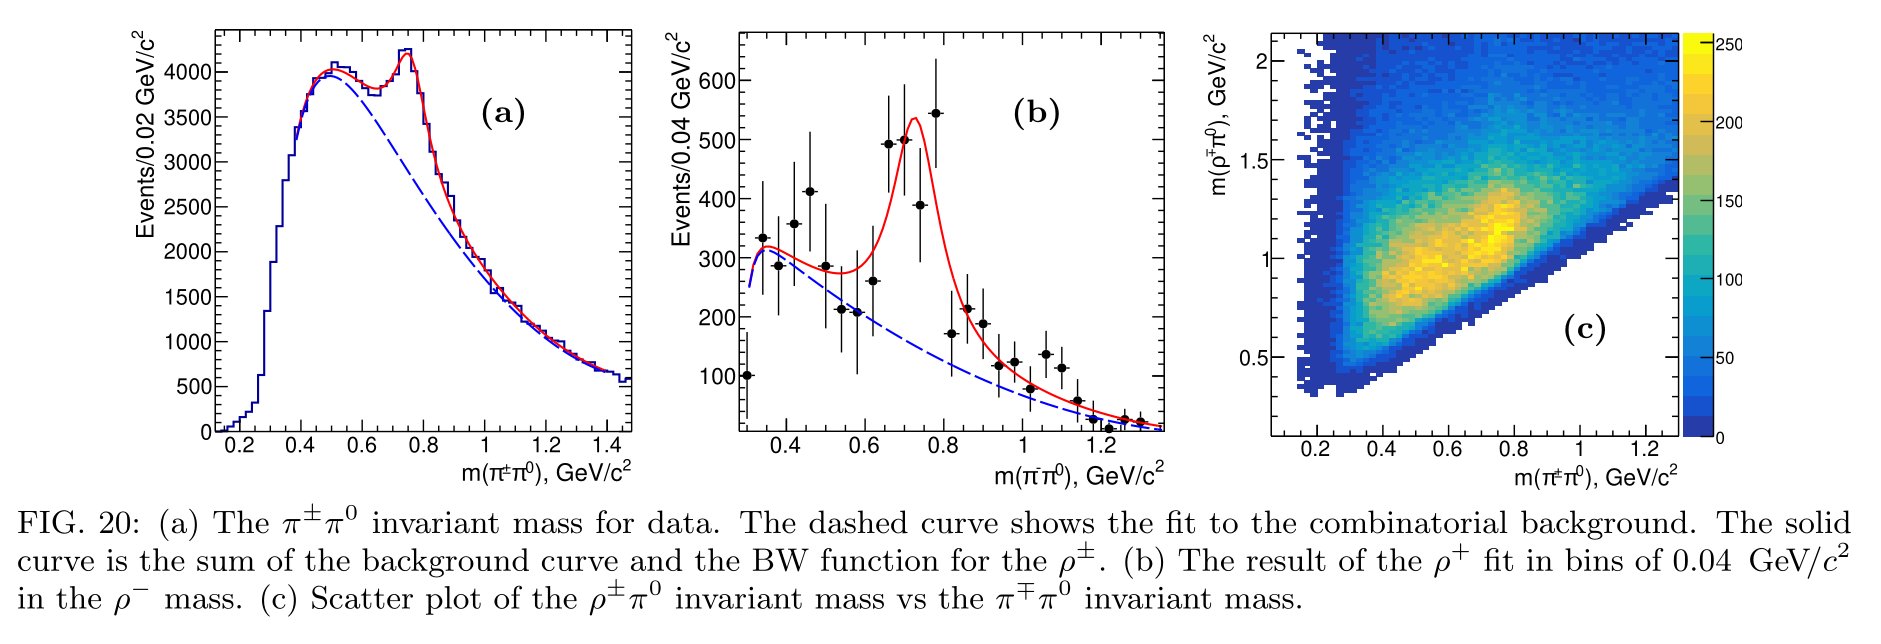 Events/0.02 GeV/c²
4000
3500
3000
2500
2000
1500
1000
500
0
(a)
0.2 0.4 0.6 0.8 1 1.2 1.4
m(π±π⁰), GeV/c²
Events/0.04 GeV/c²
600
500
400
300
200
100
(b)
0.4 0.6 0.8 1 1.2
m(π⁻π⁰), GeV/c²
m(ρ∓π⁰), GeV/c²
2
1.5
1
0.5
(c)
0.2 0.4 0.6 0.8 1 1.2
m(π±π⁰), GeV/c²
250
200
150
100
50
0
FIG. 20: (a) The π±π⁰ invariant mass for data. The dashed curve shows the fit to the combinatorial background. The solid
curve is the sum of the background curve and the BW function for the ρ±. (b) The result of the ρ⁺ fit in bins of 0.04 GeV/c²
in the ρ⁻ mass. (c) Scatter plot of the ρ±π⁰ invariant mass vs the π∓π⁰ invariant mass.